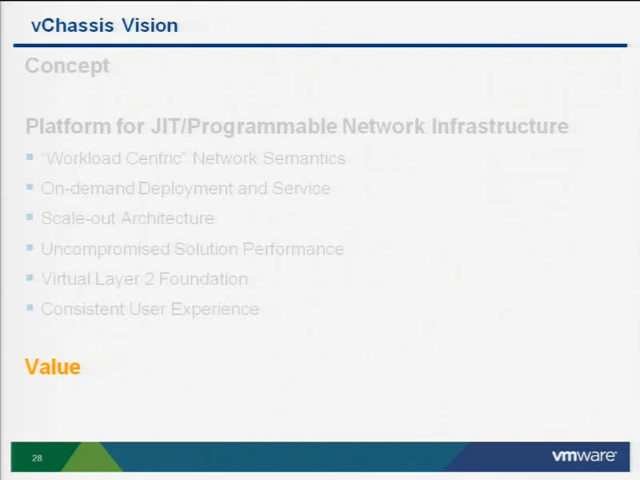 vChassis Vision
Concept
Platform for JIT/Programmable Network Infrastructure
"Workload Centric" Network Semantics
On-demand Deployment and Service
Scale-out Architecture
Uncompromised Solution Performance
Virtual Layer 2 Foundation
Consistent User Experience
Value
28
vmware